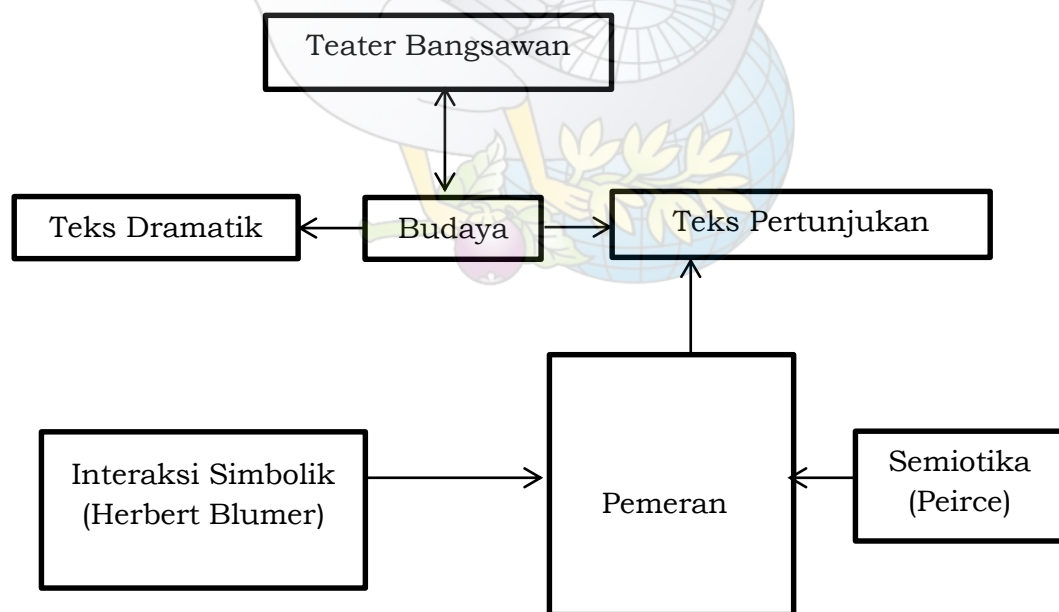 Teater Bangsawan
Teks Dramatik
Budaya
Teks Pertunjukan
Interaksi Simbolik
(Herbert Blumer)
Pemeran
Semiotika
(Peirce)